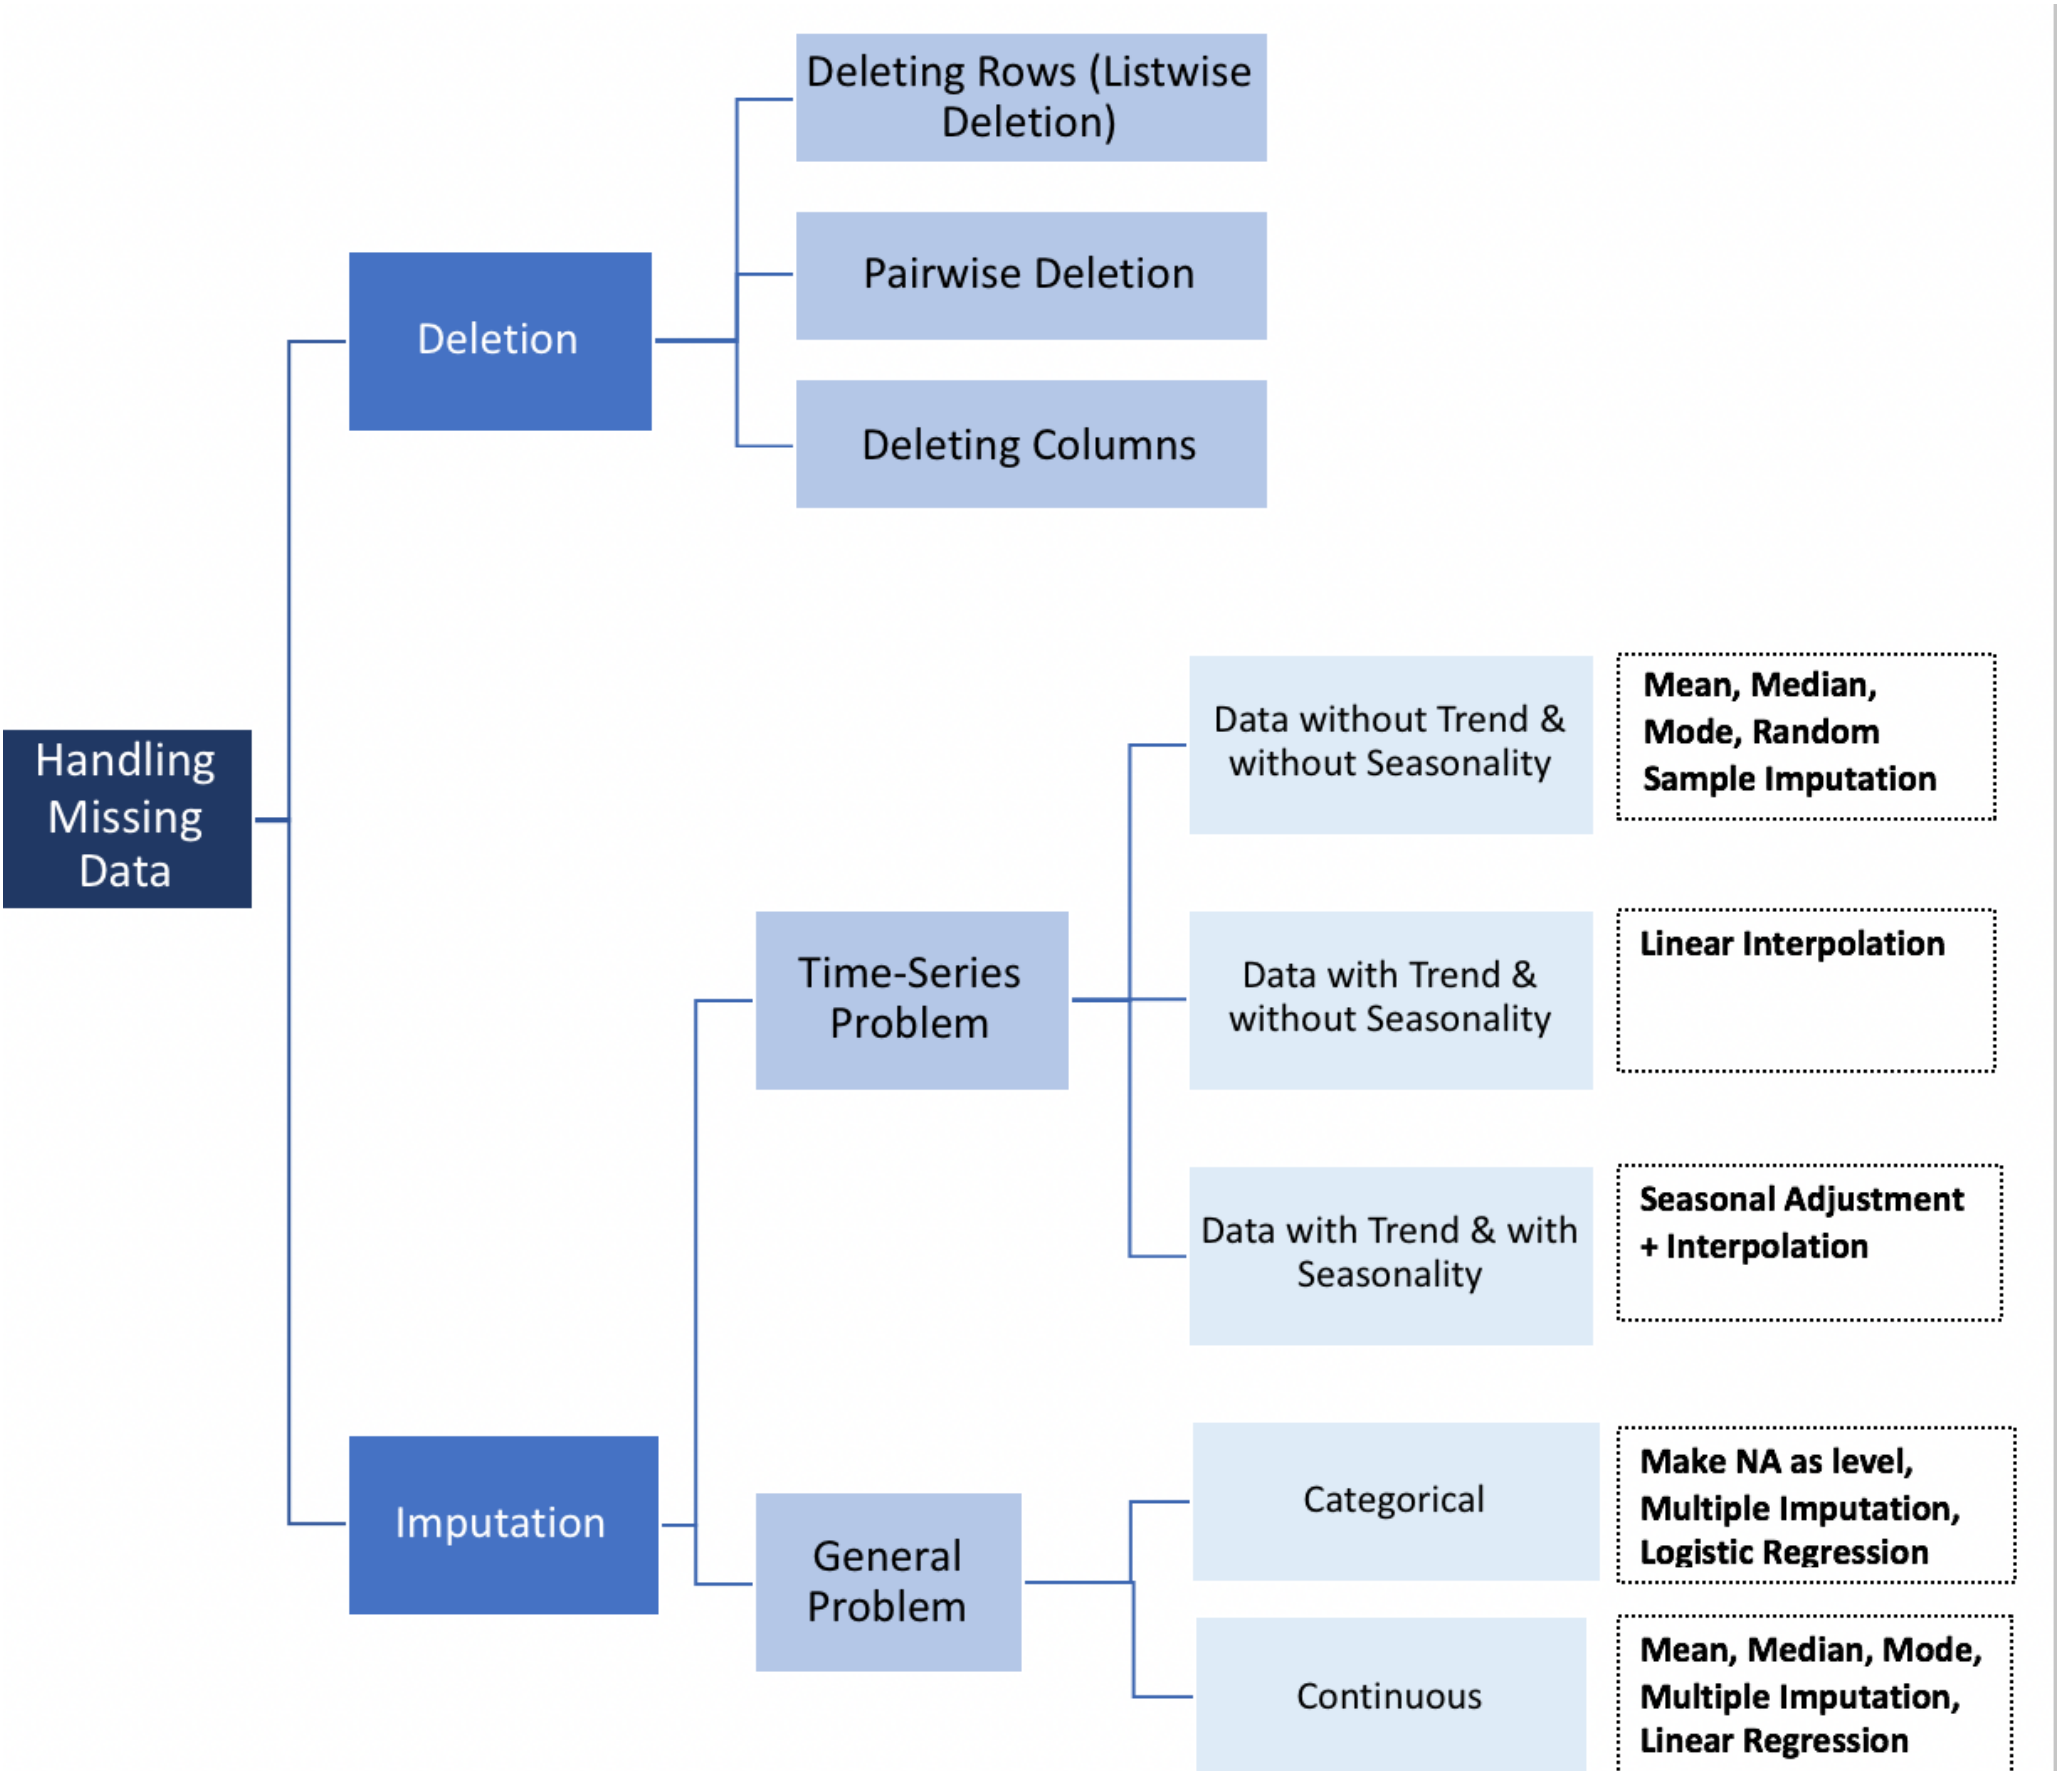 Deleting Rows (Listwise
Deletion)
Pairwise Deletion
Deletion
Deleting Columns
Handling
Missing
Data
Data without Trend &
without Seasonality
Mean, Median,
Mode, Random
Sample Imputation
Time-Series
Problem
Data with Trend &
without Seasonality
Linear Interpolation
Data with Trend & with
Seasonality
Seasonal Adjustment
+ Interpolation
Imputation
General
Problem
Categorical
Make NA as level,
Multiple Imputation,
Logistic Regression
Continuous
Mean, Median, Mode,
Multiple Imputation,
Linear Regression